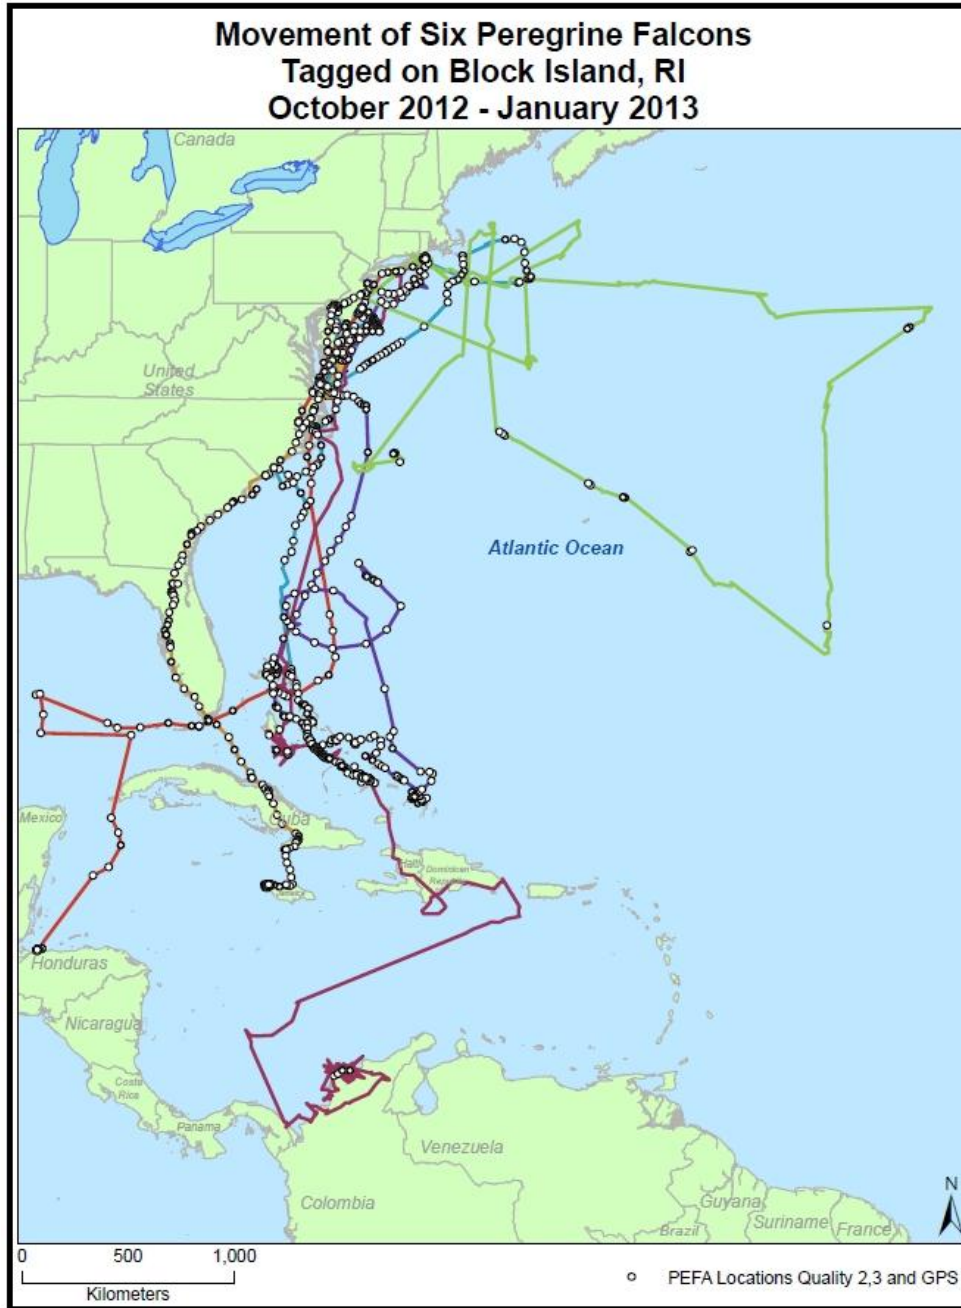 Movement of Six Peregrine Falcons
Tagged on Block Island, RI
October 2012 - January 2013
Canada
United
States
Atlantic Ocean
Mexico
Cuba
Haiti
Dominican
Republic
Jamaica
Honduras
Nicaragua
Costa
Rica
Panama
Venezuela
Colombia
Guyana
Suriname
France
Brazil
N
0 500 1,000
Kilometers
PEFA Locations Quality 2,3 and GPS